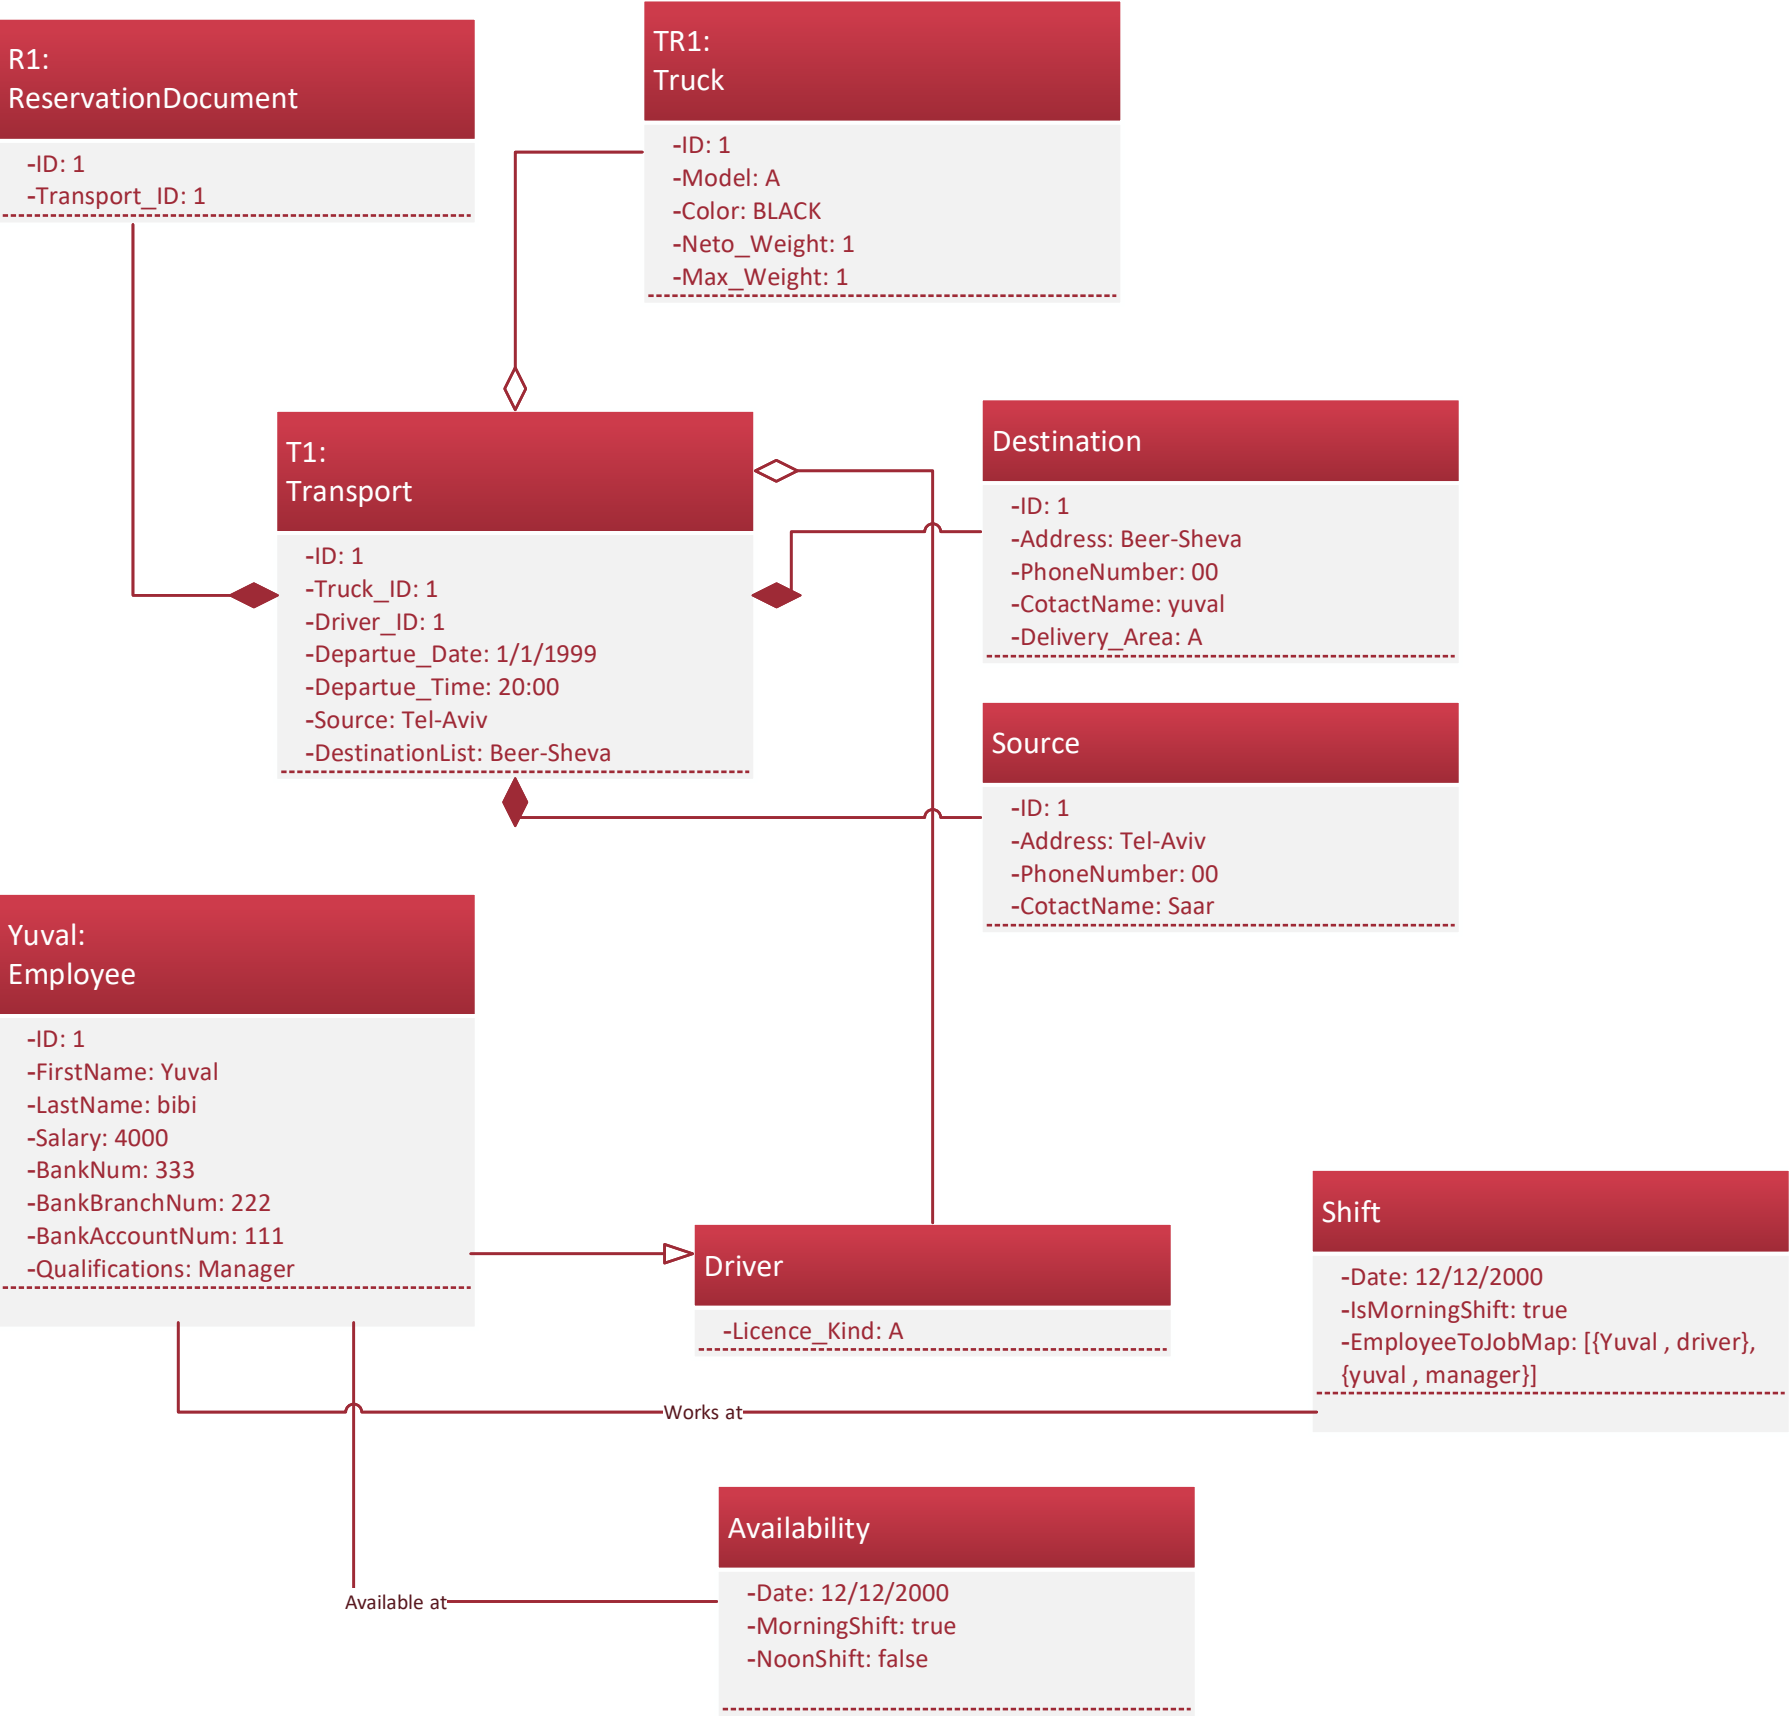 R1:
ReservationDocument
-ID: 1
-Transport_ID: 1
TR1:
Truck
-ID: 1
-Model: A
-Color: BLACK
-Neto_Weight: 1
-Max_Weight: 1
T1:
Transport
-ID: 1
-Truck_ID: 1
-Driver_ID: 1
-Departue_Date: 1/1/1999
-Departue_Time: 20:00
-Source: Tel-Aviv
-DestinationList: Beer-Sheva
Destination
-ID: 1
-Address: Beer-Sheva
-PhoneNumber: 00
-CotactName: yuval
-Delivery_Area: A
Source
-ID: 1
-Address: Tel-Aviv
-PhoneNumber: 00
-CotactName: Saar
Yuval:
Employee
-ID: 1
-FirstName: Yuval
-LastName: bibi
-Salary: 4000
-BankNum: 333
-BankBranchNum: 222
-BankAccountNum: 111
-Qualifications: Manager
Driver
-Licence_Kind: A
Shift
-Date: 12/12/2000
-IsMorningShift: true
-EmployeeToJobMap: [{Yuval , driver},
{yuval , manager}]
Works at
Availability
-Date: 12/12/2000
-MorningShift: true
-NoonShift: false
Available at